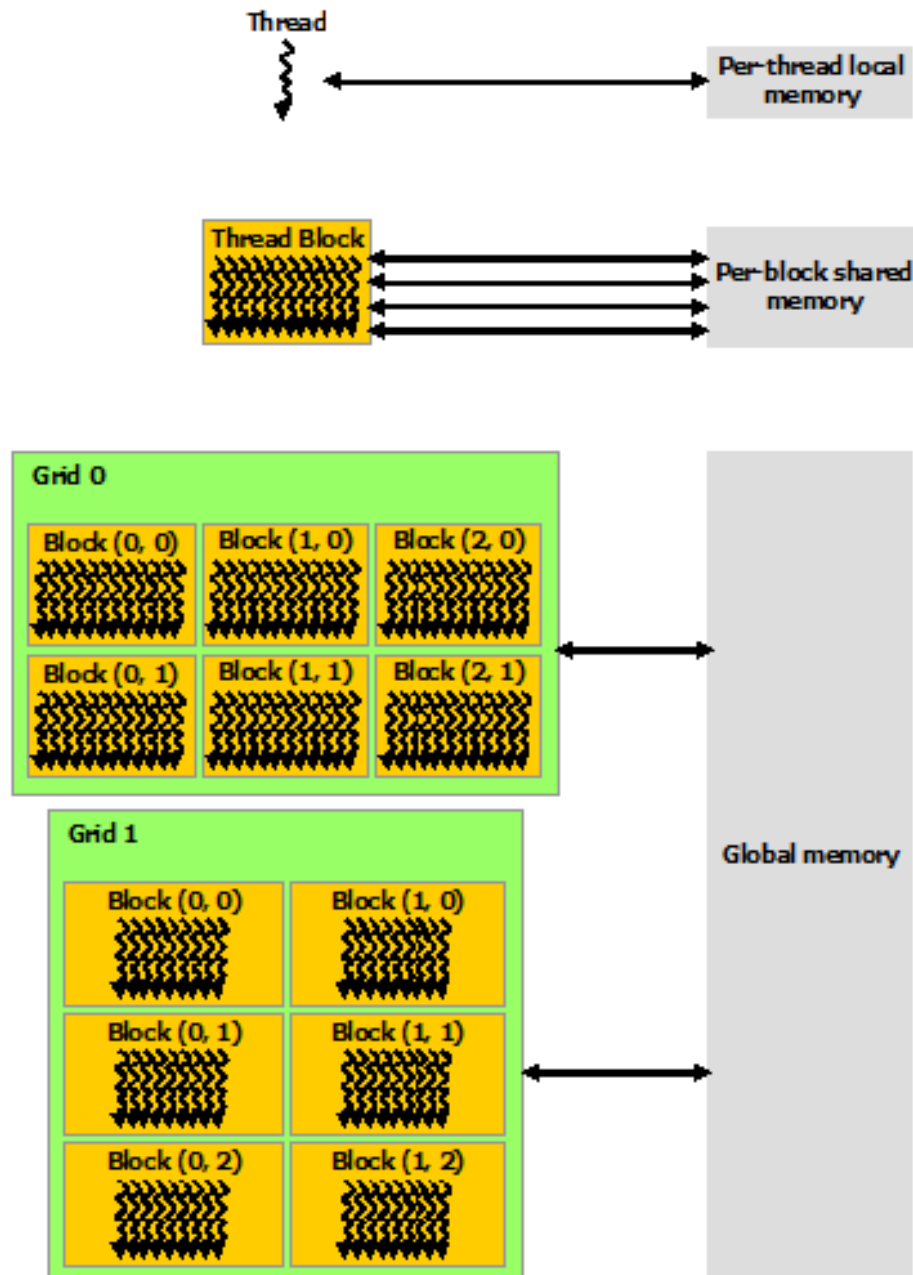 Thread
Per-thread local
memory
Thread Block
Per-block shared
memory
Grid 0
Block (0, 0)
Block (1, 0)
Block (2, 0)
Block (0, 1)
Block (1, 1)
Block (2, 1)
Grid 1
Global memory
Block (0, 0)
Block (1, 0)
Block (0, 1)
Block (1, 1)
Block (0, 2)
Block (1, 2)